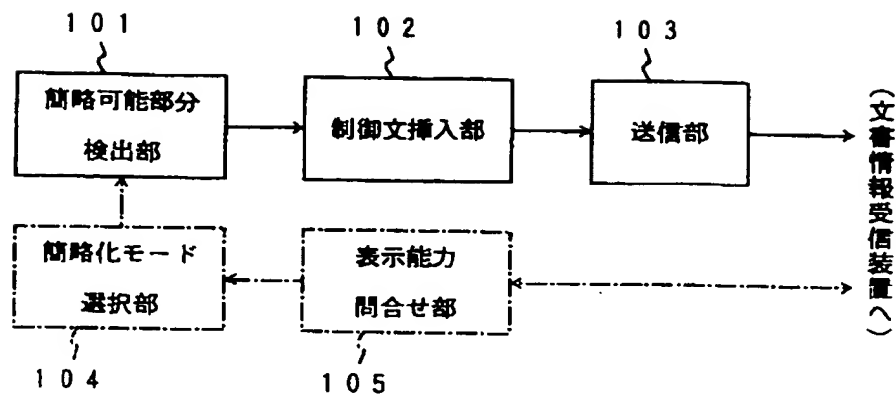 101
102
103
簡略可能部分
検出部
制御文挿入部
送信部
(文書情報受信装置へ)
簡略化モード
選択部
表示能力
問合せ部
104
105